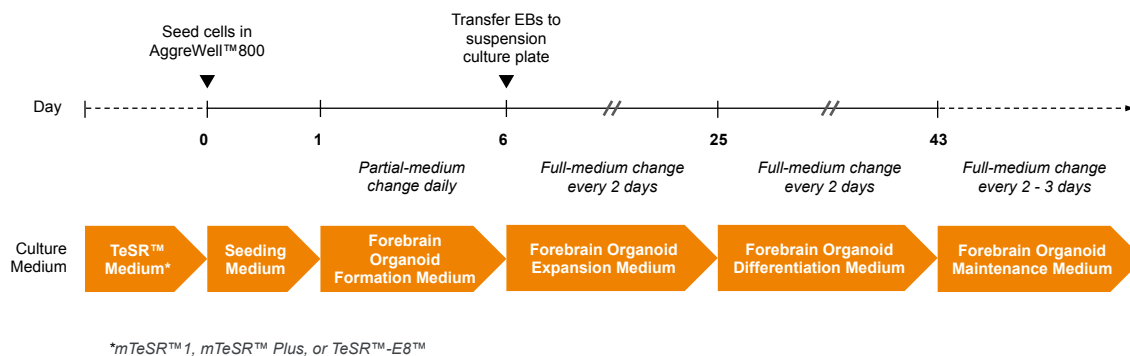 Seed cells in
AggreWell™800
Transfer EBs to
suspension
culture plate
Day
0
1
6
25
43
Partial-medium
change daily
Full-medium change
every 2 days
Full-medium change
every 2 days
Full-medium change
every 2 - 3 days
Culture
Medium
TeSR™
Medium*
Seeding
Medium
Forebrain
Organoid
Formation Medium
Forebrain Organoid
Expansion Medium
Forebrain Organoid
Differentiation Medium
Forebrain Organoid
Maintenance Medium
*mTeSR™1, mTeSR™ Plus, or TeSR™-E8™